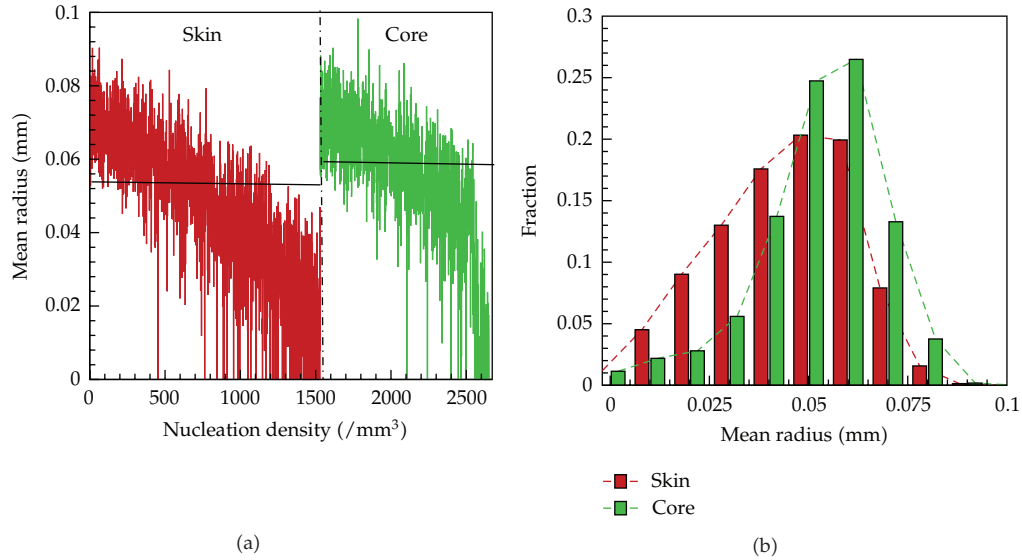 0.1
0.08
0.06
0.04
0.02
0
Mean radius (mm)
Skin
Core
0
500
1000
1500
2000
2500
Nucleation density (/mm³)
(a)
0.3
0.25
0.2
0.15
0.1
0.05
0
Fraction
0
0.025
0.05
0.075
0.1
Mean radius (mm)
Skin
Core
(b)